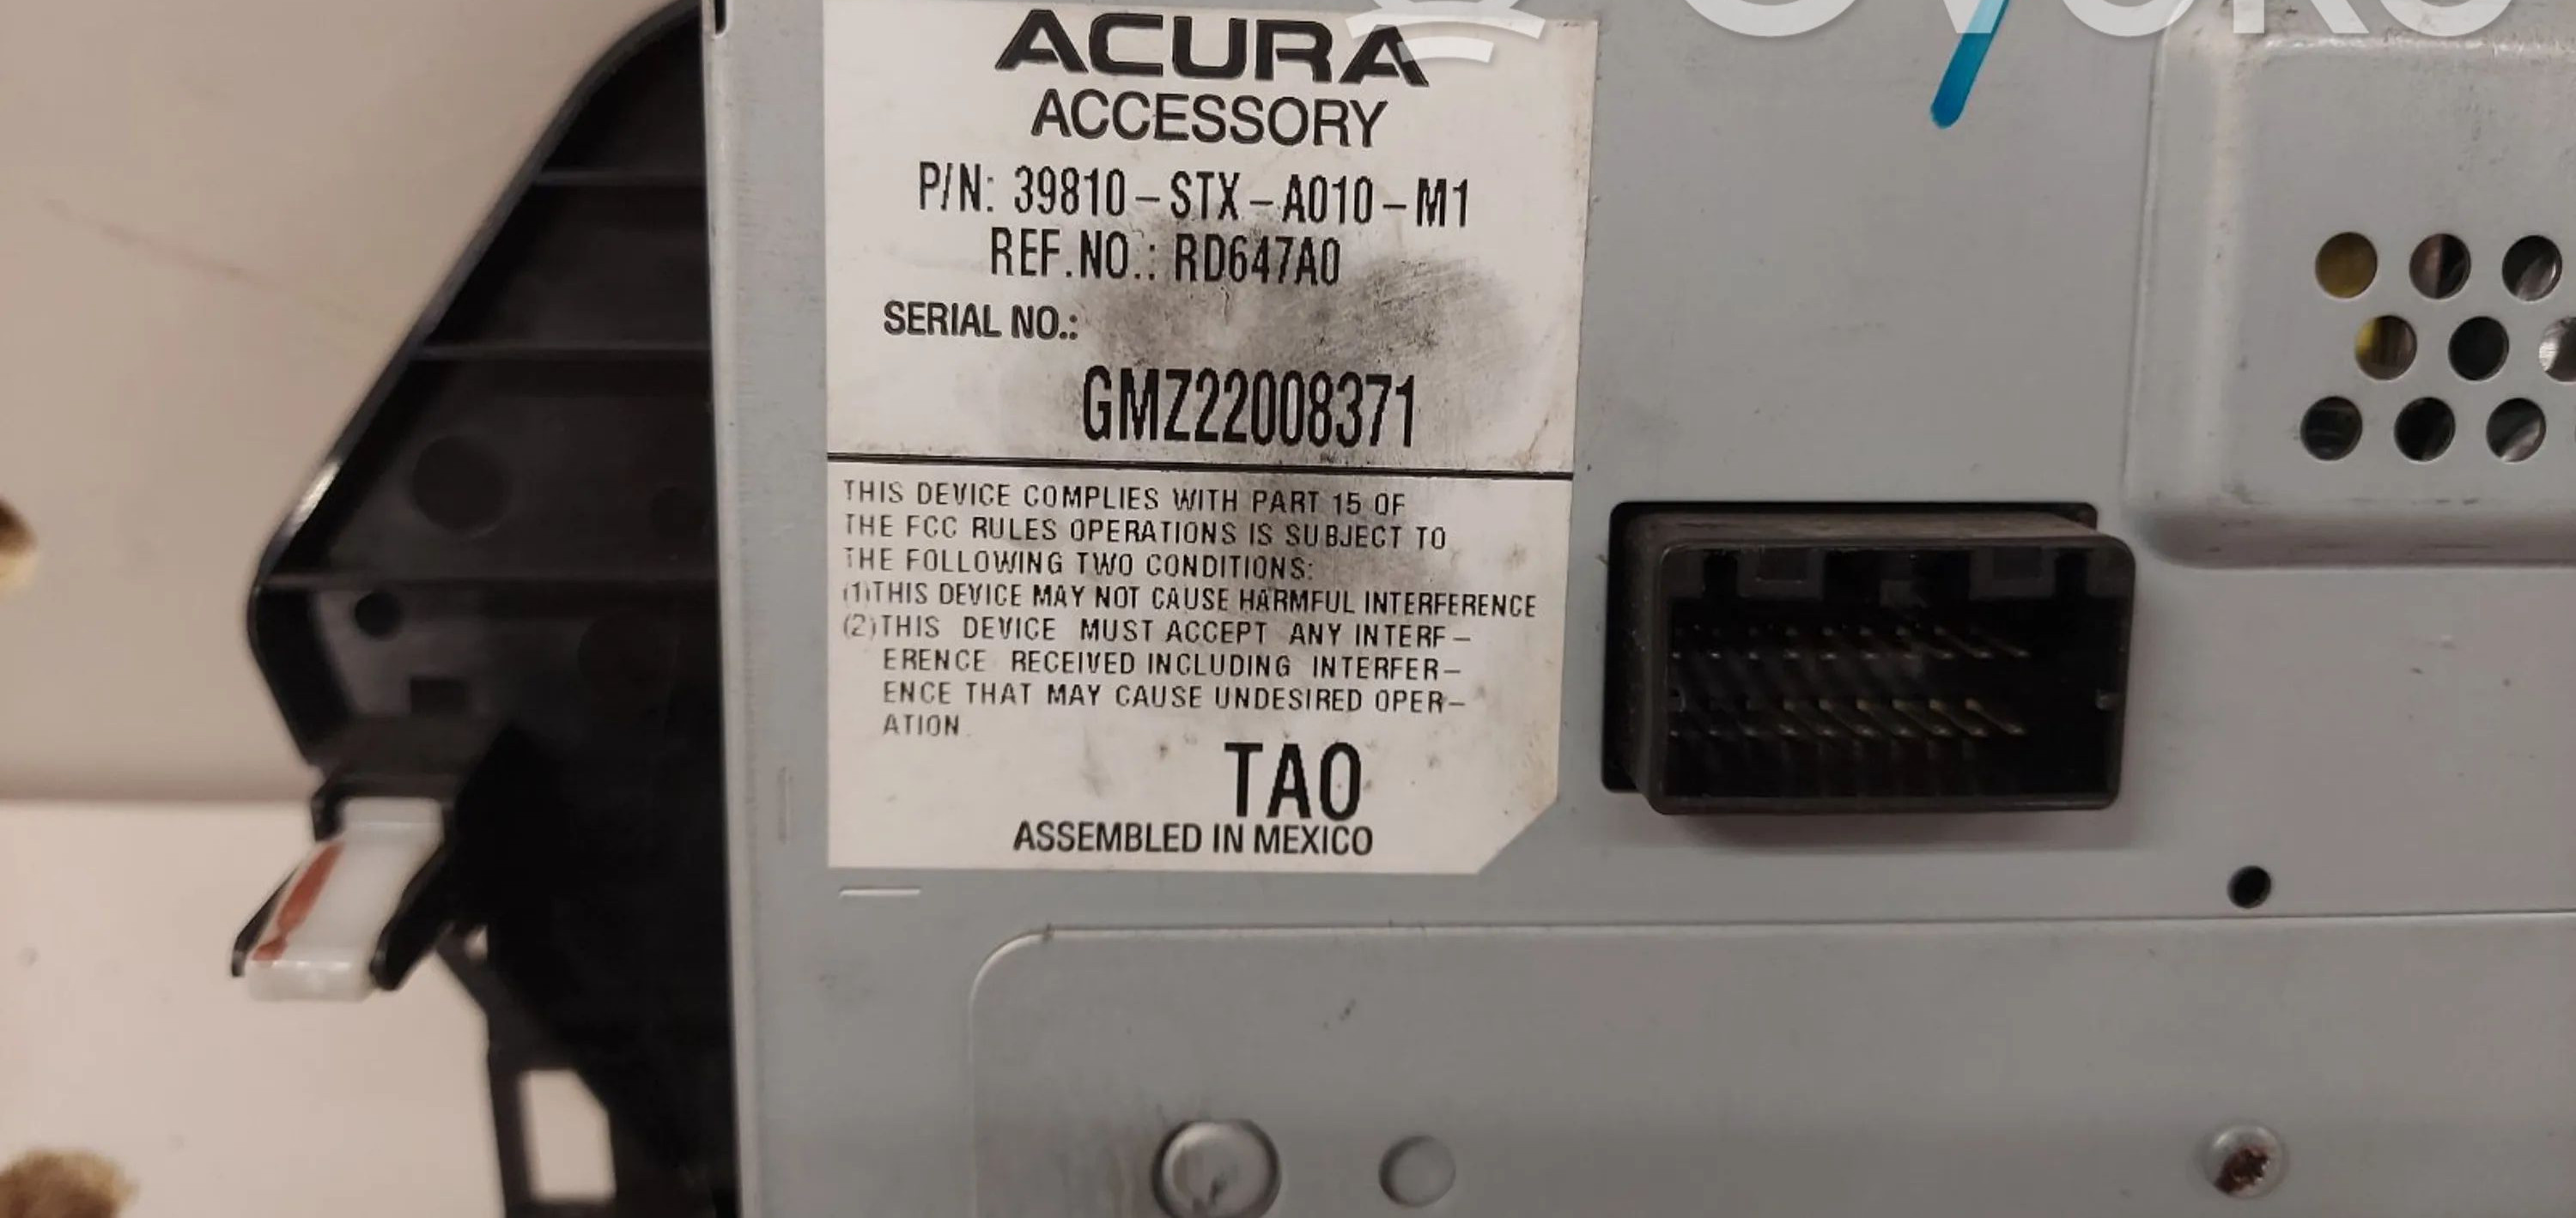 ACURA
ACCESSORY
P/N: 39810-STX-A010-M1
REF.NO.: RD647A0
SERIAL NO.:
GMZ22008371
THIS DEVICE COMPLIES WITH PART 15 OF
THE FCC RULES OPERATIONS IS SUBJECT TO
THE FOLLOWING TWO CONDITIONS:
(1)THIS DEVICE MAY NOT CAUSE HARMFUL INTERFERENCE
(2)THIS DEVICE MUST ACCEPT ANY INTERF-
ERENCE RECEIVED INCLUDING INTERFER-
ENCE THAT MAY CAUSE UNDESIRED OPER-
ATION.
TA0
ASSEMBLED IN MEXICO